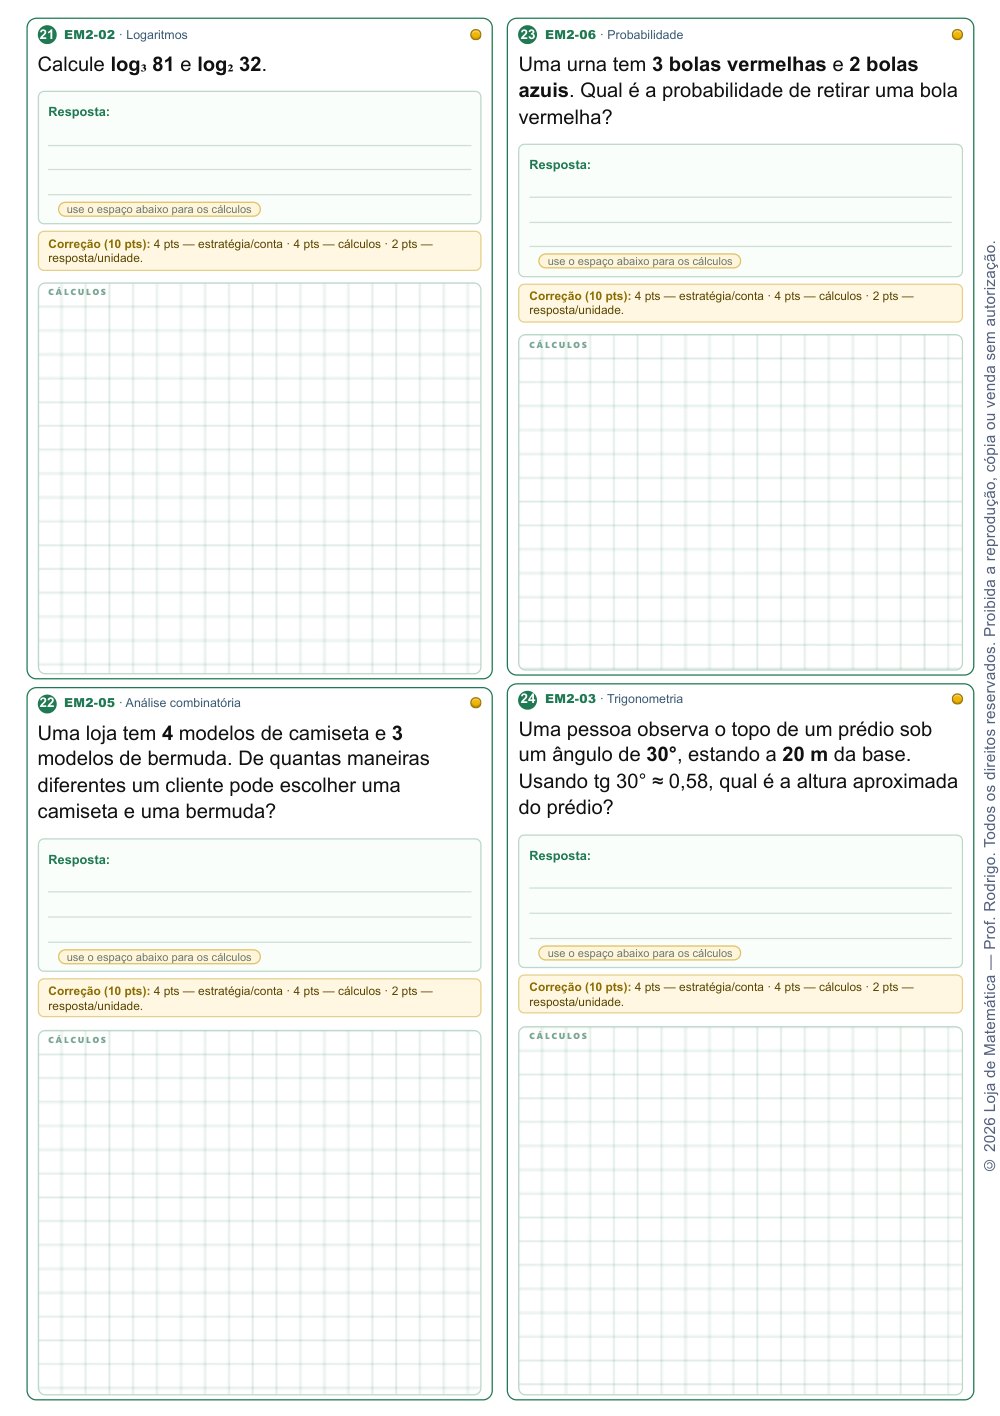 21 EM2-02 · Logaritmos
Calcule log₃ 81 e log₂ 32.
Resposta:
use o espaço abaixo para os cálculos
Correção (10 pts): 4 pts — estratégia/conta · 4 pts — cálculos · 2 pts —
resposta/unidade.
CÁLCULOS
22 EM2-05 · Análise combinatória
Uma loja tem 4 modelos de camiseta e 3
modelos de bermuda. De quantas maneiras
diferentes um cliente pode escolher uma
camiseta e uma bermuda?
Resposta:
use o espaço abaixo para os cálculos
Correção (10 pts): 4 pts — estratégia/conta · 4 pts — cálculos · 2 pts —
resposta/unidade.
CÁLCULOS
23 EM2-06 · Probabilidade
Uma urna tem 3 bolas vermelhas e 2 bolas
azuis. Qual é a probabilidade de retirar uma bola
vermelha?
Resposta:
use o espaço abaixo para os cálculos
Correção (10 pts): 4 pts — estratégia/conta · 4 pts — cálculos · 2 pts —
resposta/unidade.
CÁLCULOS
24 EM2-03 · Trigonometria
Uma pessoa observa o topo de um prédio sob
um ângulo de 30°, estando a 20 m da base.
Usando tg 30° ≈ 0,58, qual é a altura aproximada
do prédio?
Resposta:
use o espaço abaixo para os cálculos
Correção (10 pts): 4 pts — estratégia/conta · 4 pts — cálculos · 2 pts —
resposta/unidade.
CÁLCULOS
© 2026 Loja de Matemática — Prof. Rodrigo. Todos os direitos reservados. Proibida a reprodução, cópia ou venda sem autorização.